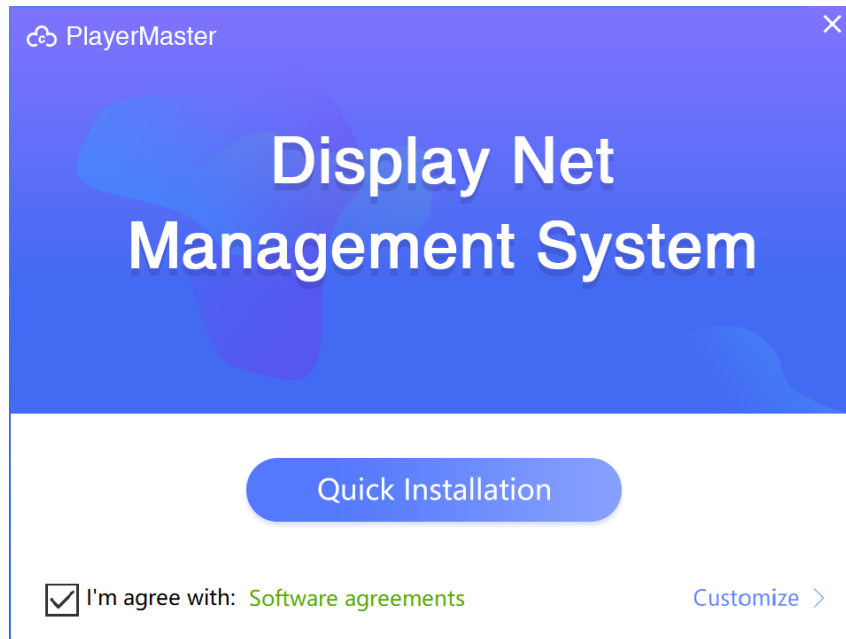 PlayerMaster
Display Net
Management System
Quick Installation
I'm agree with: Software agreements
Customize >